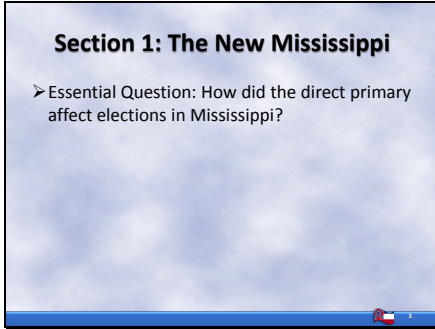 Section 1: The New Mississippi
➢Essential Question: How did the direct primary
affect elections in Mississippi?
3